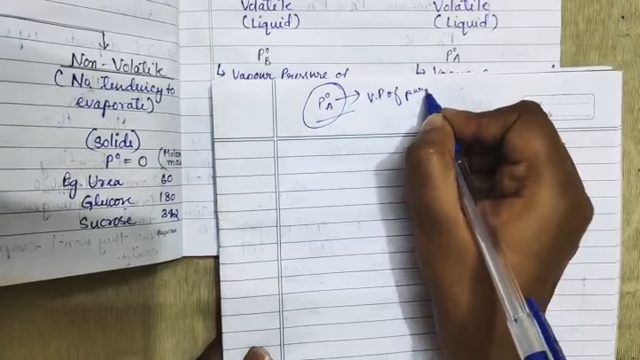 Volatile
(Liquid)
P°B
↳ Vapour Pressure of
Volatile
(Liquid)
P°A
Non-Volatile
(No tendency to
evaporate)
(Solids)
P° = 0
Eg. Urea 60
Glucose 180
Sucrose 342
P°A → V.P of pur